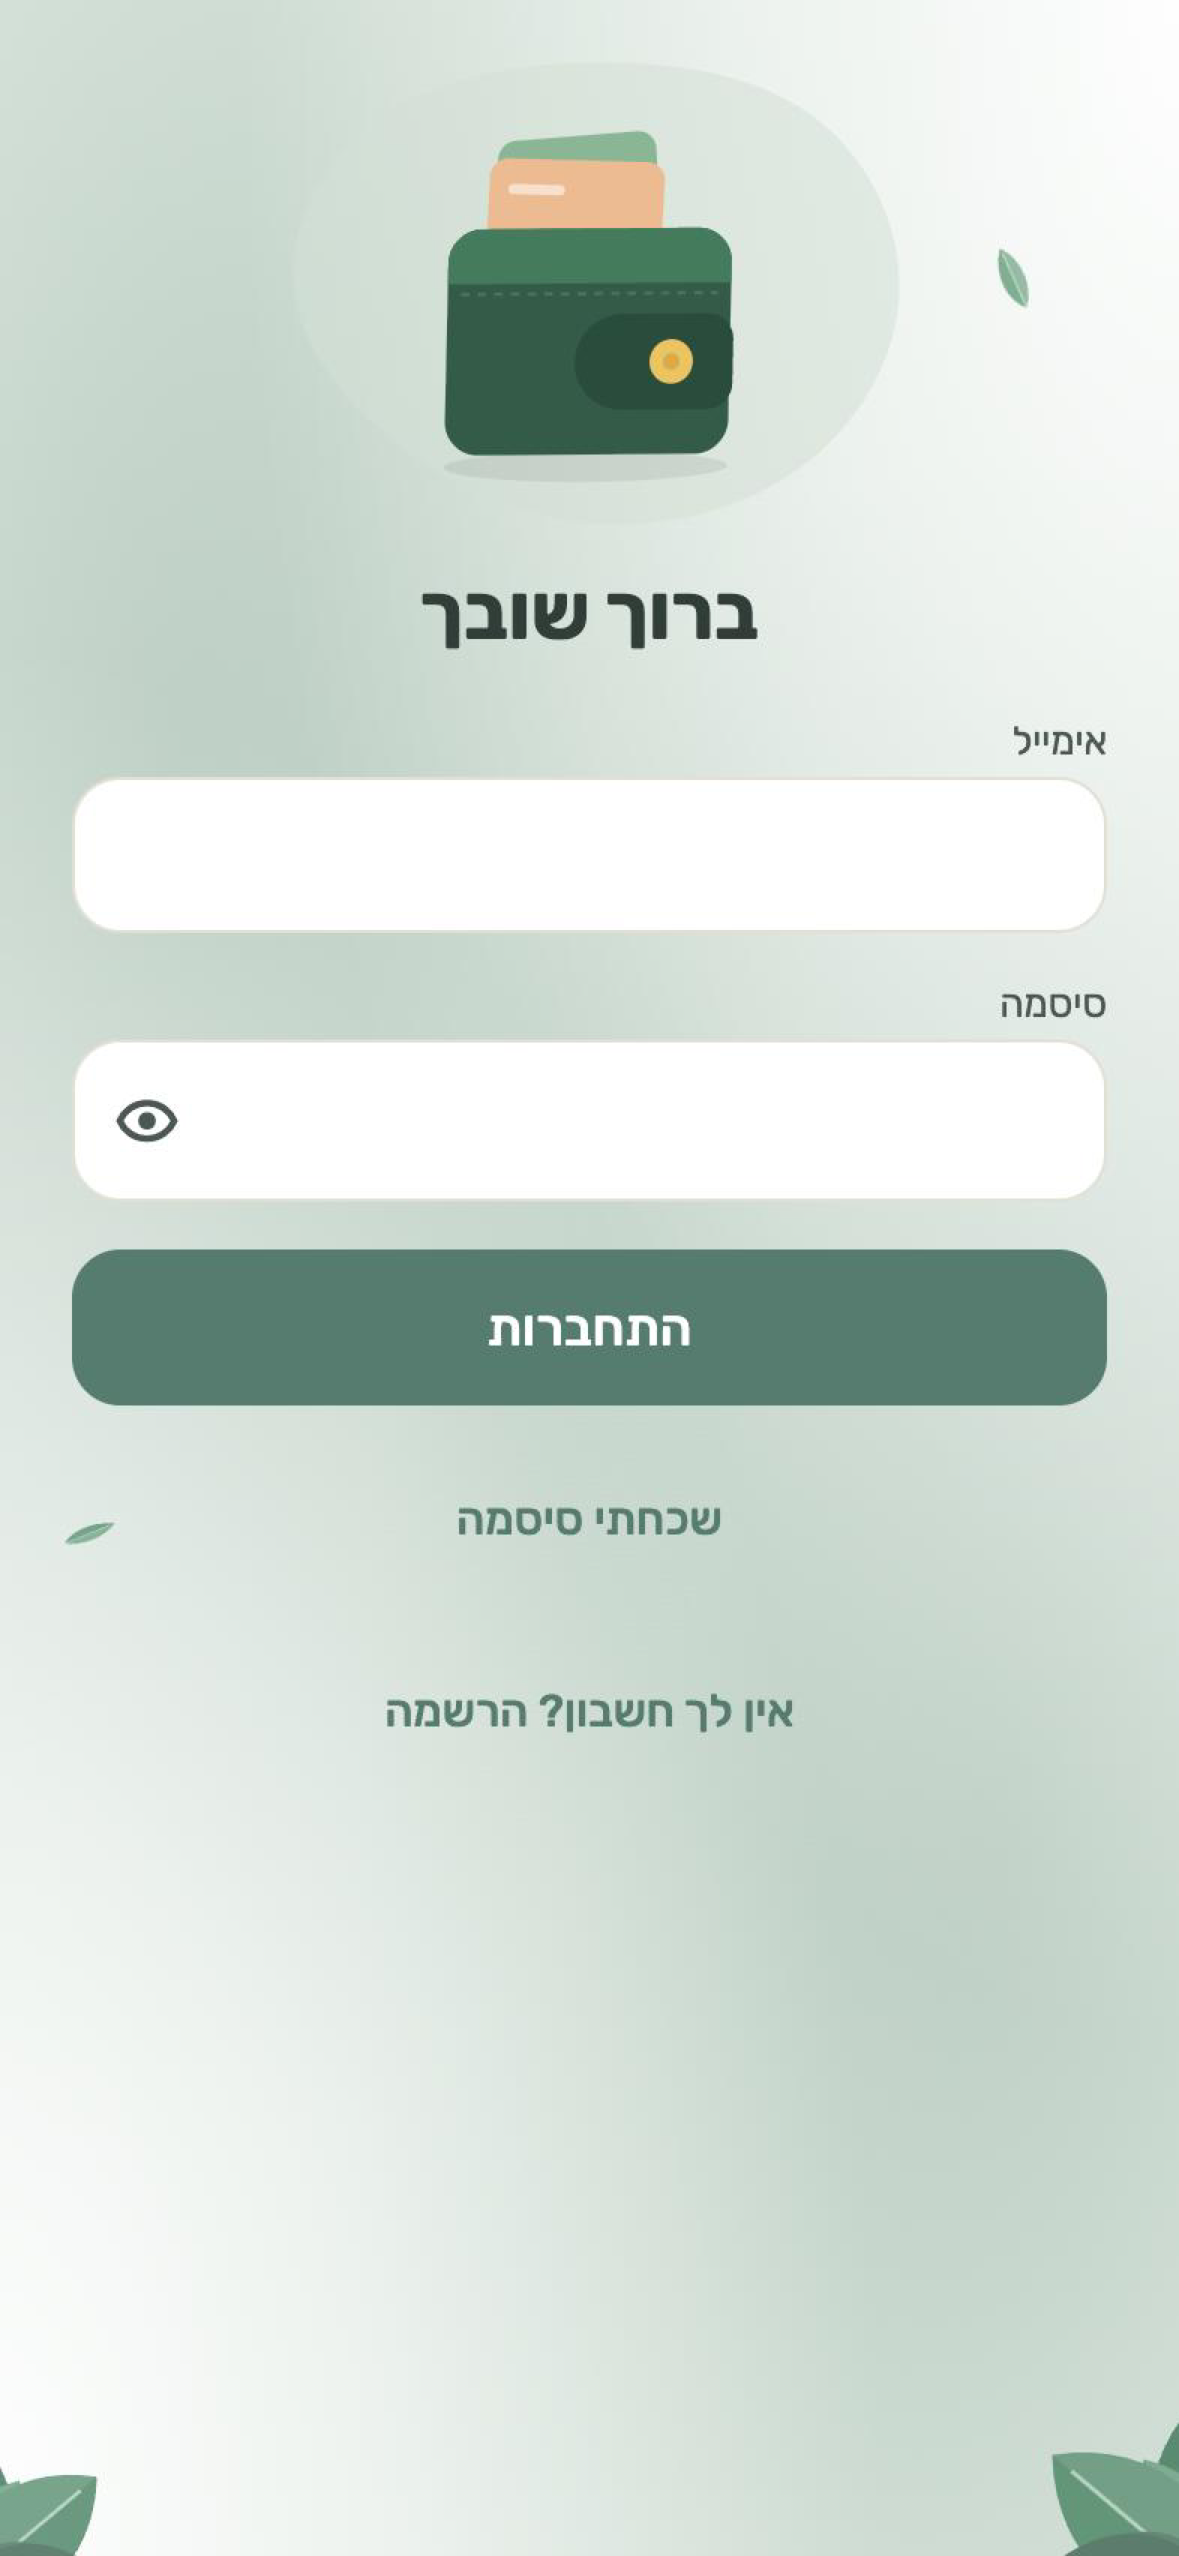 ברוך שובך
אימייל
סיסמה
התחברות
שכחתי סיסמה
אין לך חשבון? הרשמה